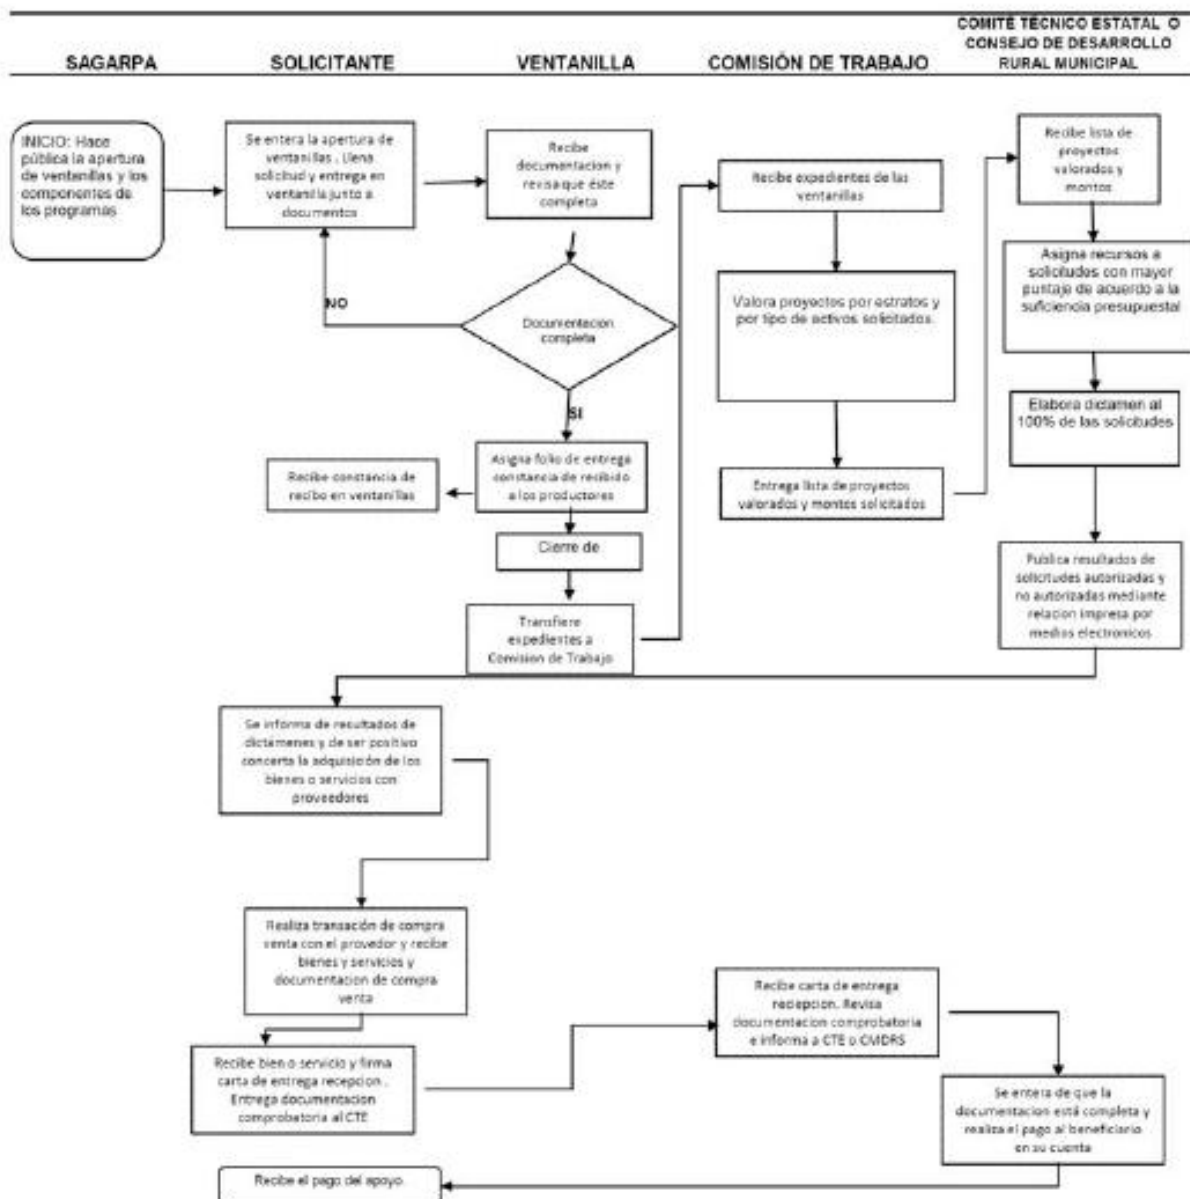 SAGARPA
SOLICITANTE
VENTANILLA
COMISIÓN DE TRABAJO
COMITÉ TÉCNICO ESTATAL O
CONSEJO DE DESARROLLO
RURAL MUNICIPAL
INICIO: Hace
pública la apertura
de ventanillas y los
componentes de
los programas
Se entera la apertura de
ventanillas . Llena
solicitud y entrega en
ventanilla junto a
documentos
Recibe
documentacion y
revisa que éste
completa
Documentacion
completa
NO
SI
Asigna folio de entrega
constancia de recibido
a los productores
Recibe constancia de
recibo en ventanillas
Cierre de
Transfiere
expedientes a
Comision de Trabajo
Recibe expedientes de las
ventanillas
Valora proyectos por estratos y
por tipo de activos solicitados.
Entrega lista de proyectos
valorados y montos solicitados
Recibe lista de
proyectos
valorados y
montos
Asigna recursos a
solicitudes con mayor
puntaje de acuerdo a la
suficiencia presupuestal
Elabora dictamen al
100% de las solicitudes
Publica resultados de
solicitudes autorizadas y
no autorizadas mediante
relacion impresa por
medios electronicos
Se informa de resultados de
dictámenes y de ser positivo
concerta la adquisición de los
bienes o servicios con
proveedores
Realiza transación de compra
venta con el provedor y recibe
bienes y servicios y
documentacion de compra
venta
Recibe bien o servicio y firma
carta de entrega recepcion .
Entrega documentacion
comprobatoria al CTE
Recibe carta de entrega
reciepcion. Revisa
documentacion comprobatoria
e informa a CTE o CMDRS
Se entera de que la
documentacion está completa y
realiza el pago al beneficiario
en su cuenta
Recibe el pago del apoyo